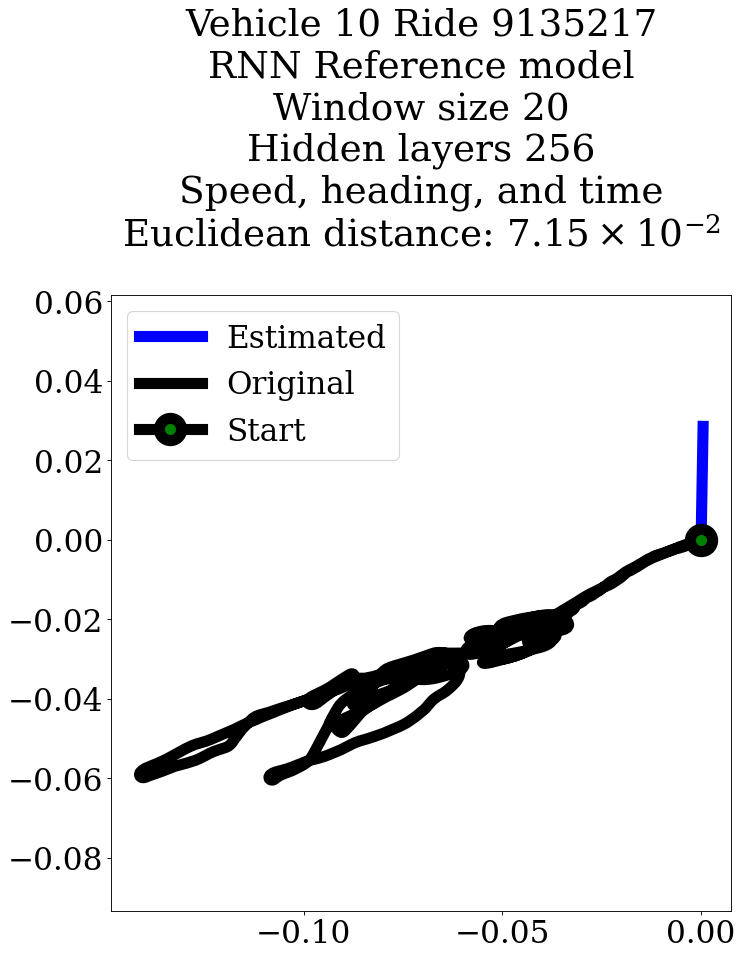 Vehicle 10 Ride 9135217
RNN Reference model
Window size 20
Hidden layers 256
Speed, heading, and time
Euclidean distance: 7.15 × 10⁻²
0.06
0.04
0.02
0.00
−0.02
−0.04
−0.06
−0.08
Estimated
Original
Start
−0.10
−0.05
0.00